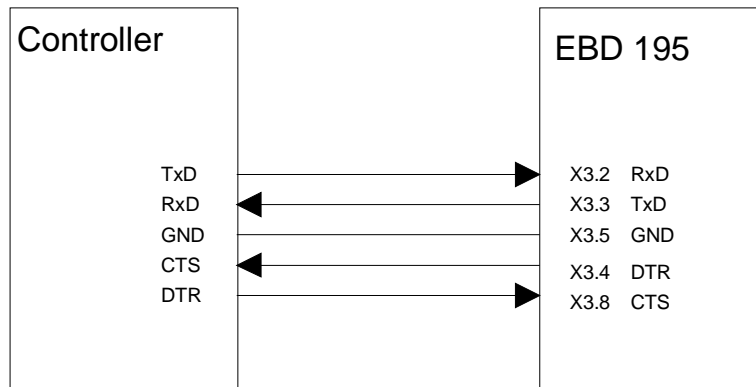 Controller
EBD 195
TxD X3.2 RxD
RxD X3.3 TxD
GND X3.5 GND
CTS X3.4 DTR
DTR X3.8 CTS